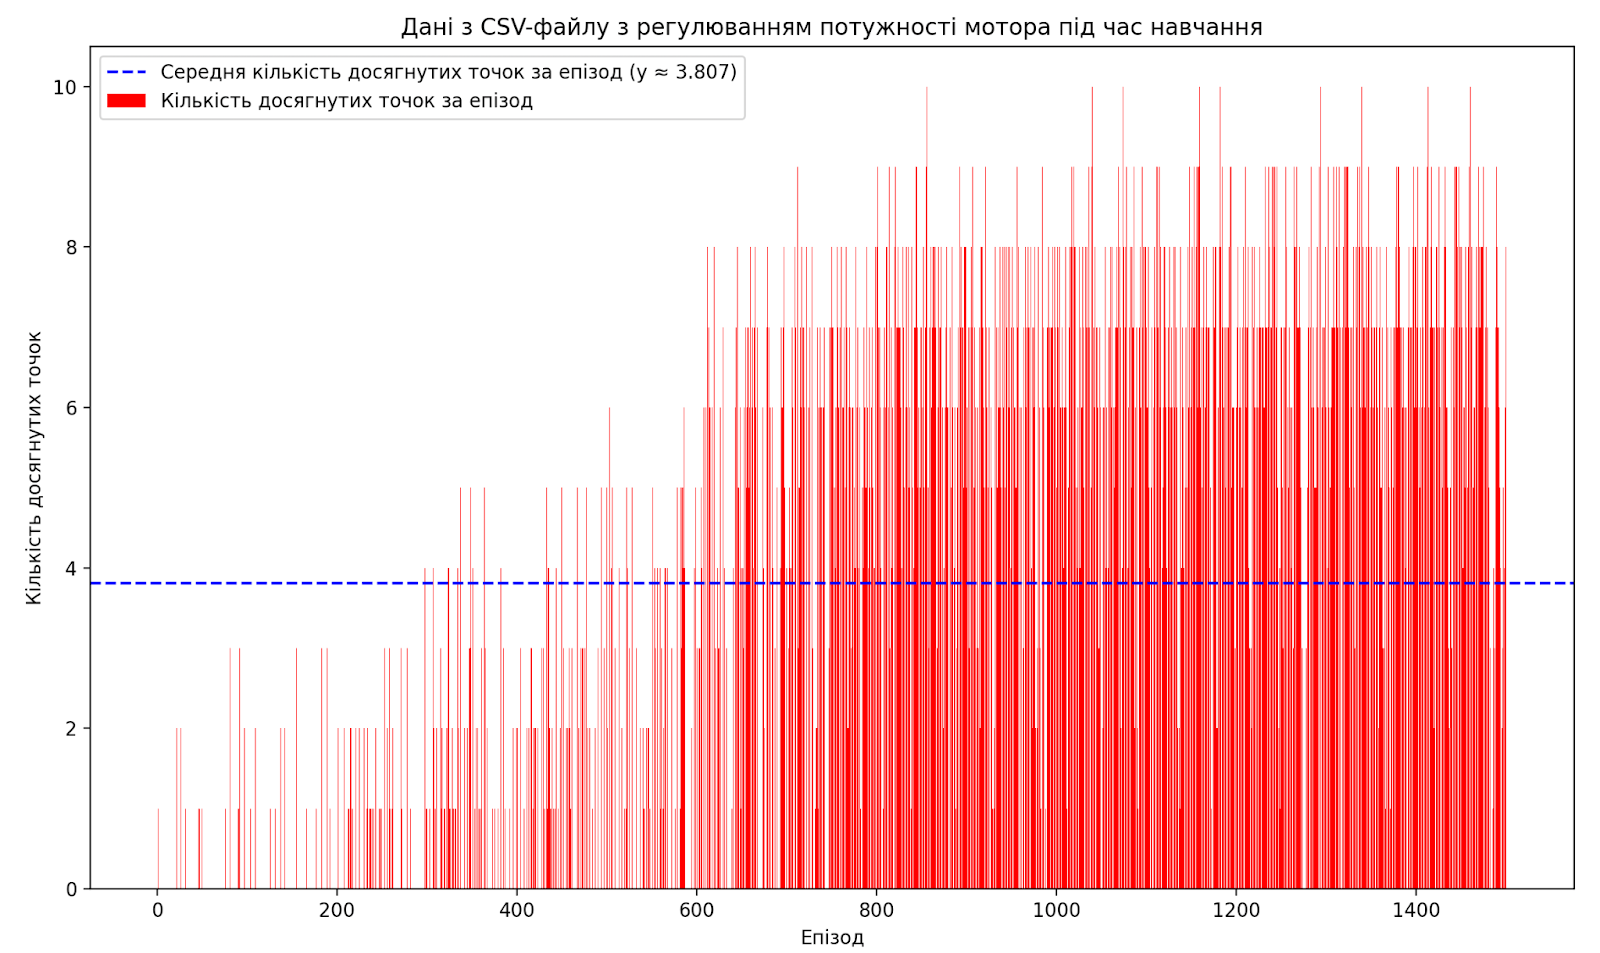 Дані з CSV-файлу з регулюванням потужності мотора під час навчання
Середня кількість досягнутих точок за епізод (y ≈ 3.807)
Кількість досягнутих точок за епізод
Кількість досягнутих точок
10
8
6
4
2
0
0 200 400 600 800 1000 1200 1400
Епізод